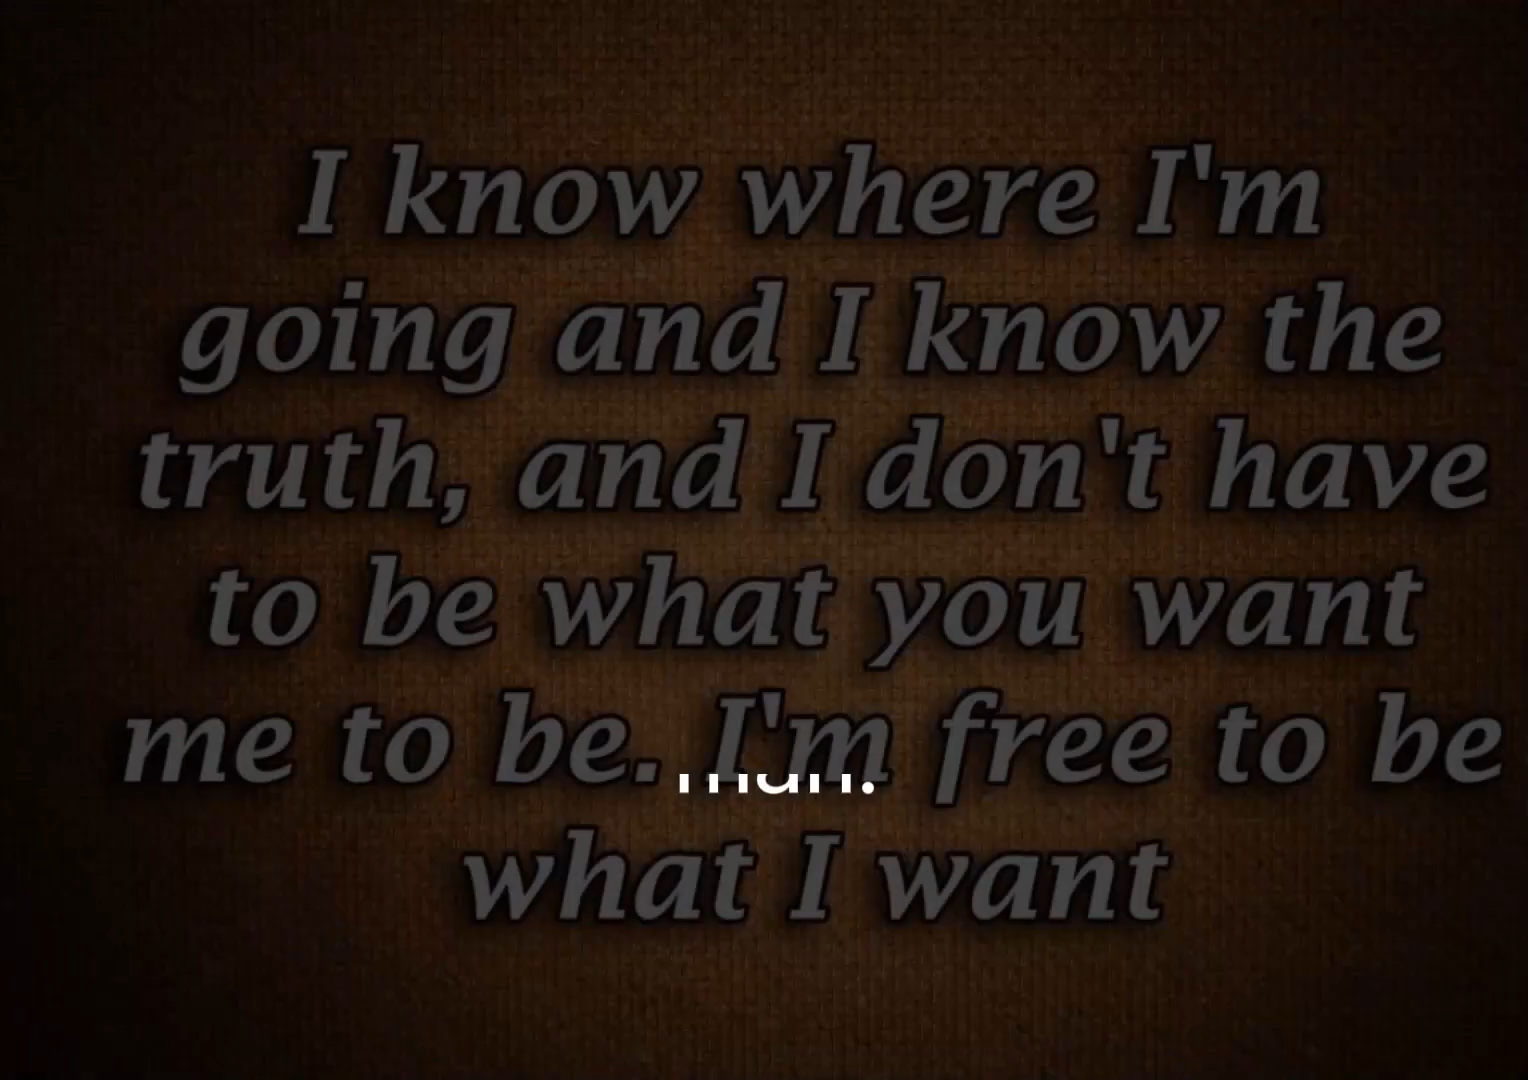 I know where I'm
going and I know the
truth, and I don't have
to be what you want
me to be. I'm free to be
what I want